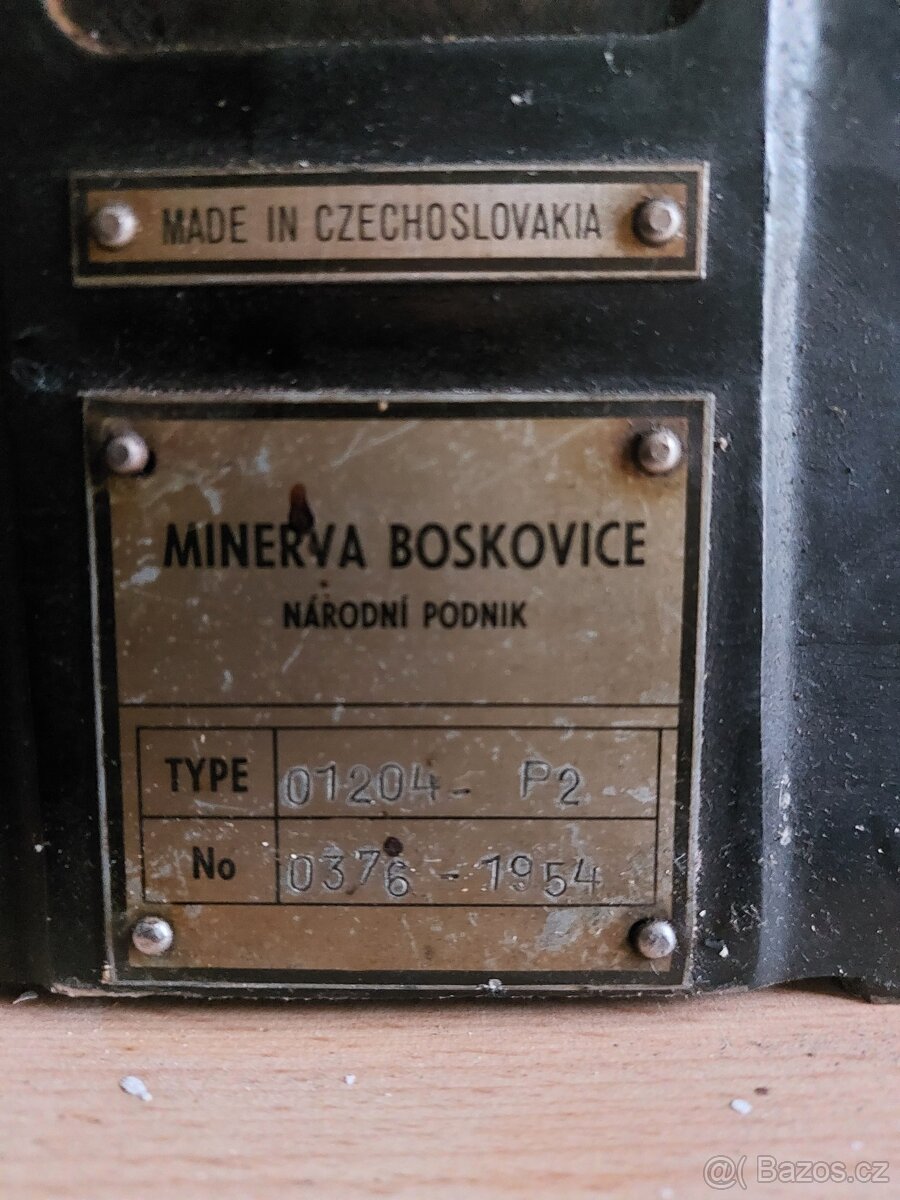 MADE IN CZECHOSLOVAKIA
MINERVA BOSKOVICE
NÁRODNÍ PODNIK
TYPE 01204- P2
No 0376 - 1954
@( Bazos.cz